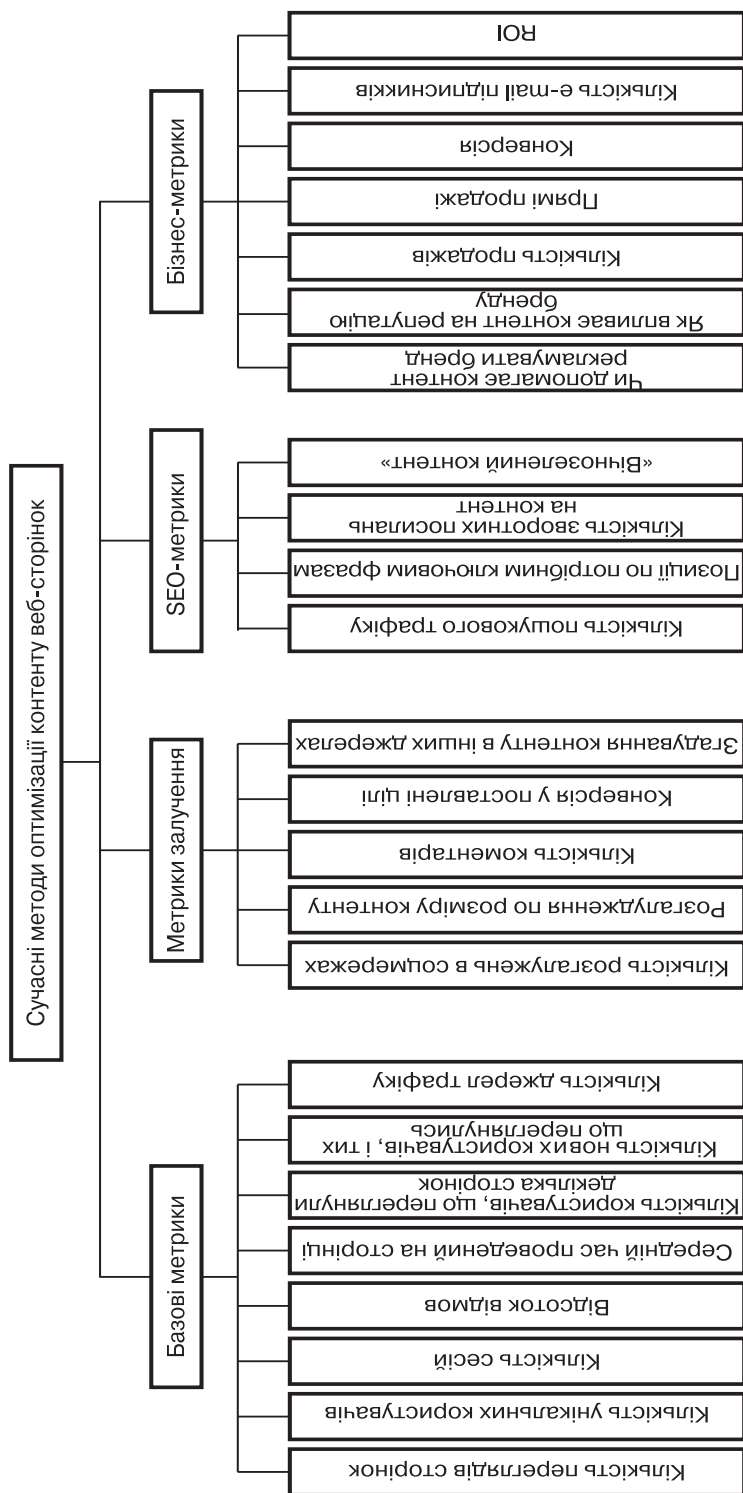 Сучасні методи оптимізації контенту веб-сторінок
Базові метрики
Кількість переглядів сторінок
Кількість унікальних користувачів
Кількість сесій
Відсоток відмов
Середній час проведений на сторінці
Кількість користувачів, що переглянули
декілька сторінок
Кількість нових користувачів, і тих
що переглянулись
Кількість джерел трафіку
Метрики залучення
Кількість розгалужень в соцмережах
Розгалудження по розміру контенту
Кількість коментарів
Конверсія у поставлені цілі
Згадування контенту в інших джерелах
SEO-метрики
Кількість пошукового трафіку
Позиції по потрібним ключовим фразам
Кількість зворотних посилань
на контент
«Вічнозелений контент»
Бізнес-метрики
Чи допомагає контент
рекламувати бренд
Як впливає контент на репутацію
бренду
Кількість продажів
Прямі продажі
Конверсія
Кількість e-mail підписників
ROI